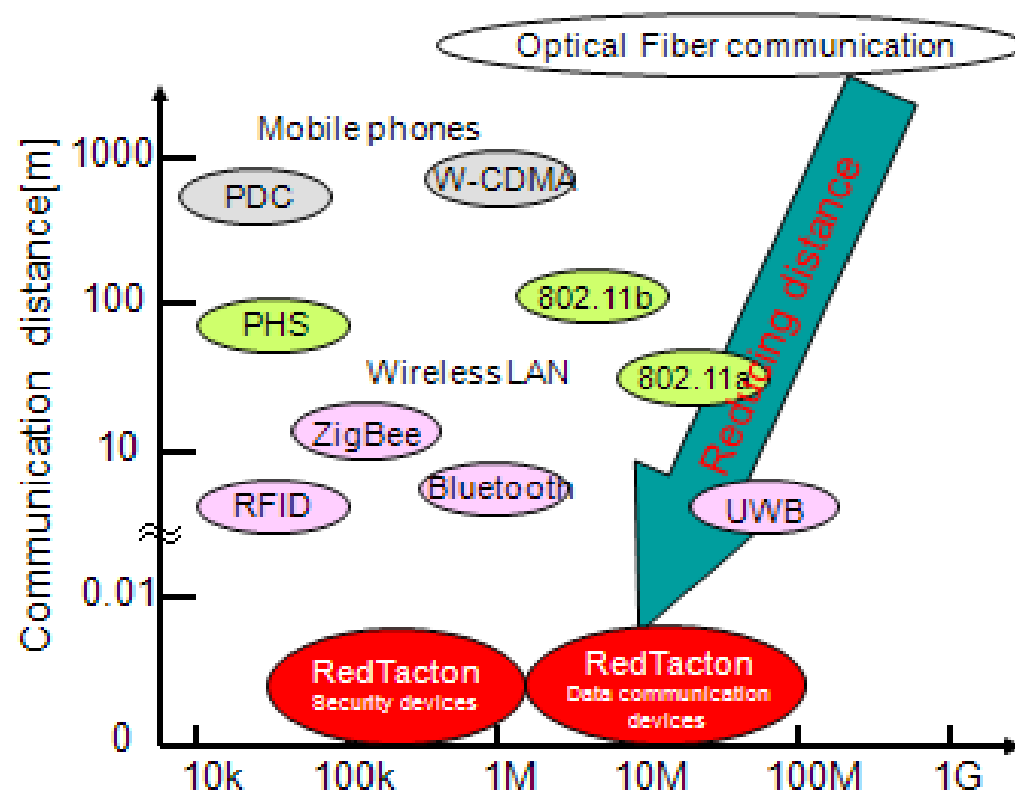 Optical Fiber communication
Mobile phones
1000
W-CDMA
PDC
Communication distance[m]
Reducing distance
100
802.11b
PHS
Wireless LAN
802.11a
ZigBee
10
Bluetooth
RFID
UWB
0.01
RedTacton
Security devices
RedTacton
Data communication
devices
0
10k 100k 1M 10M 100M 1G